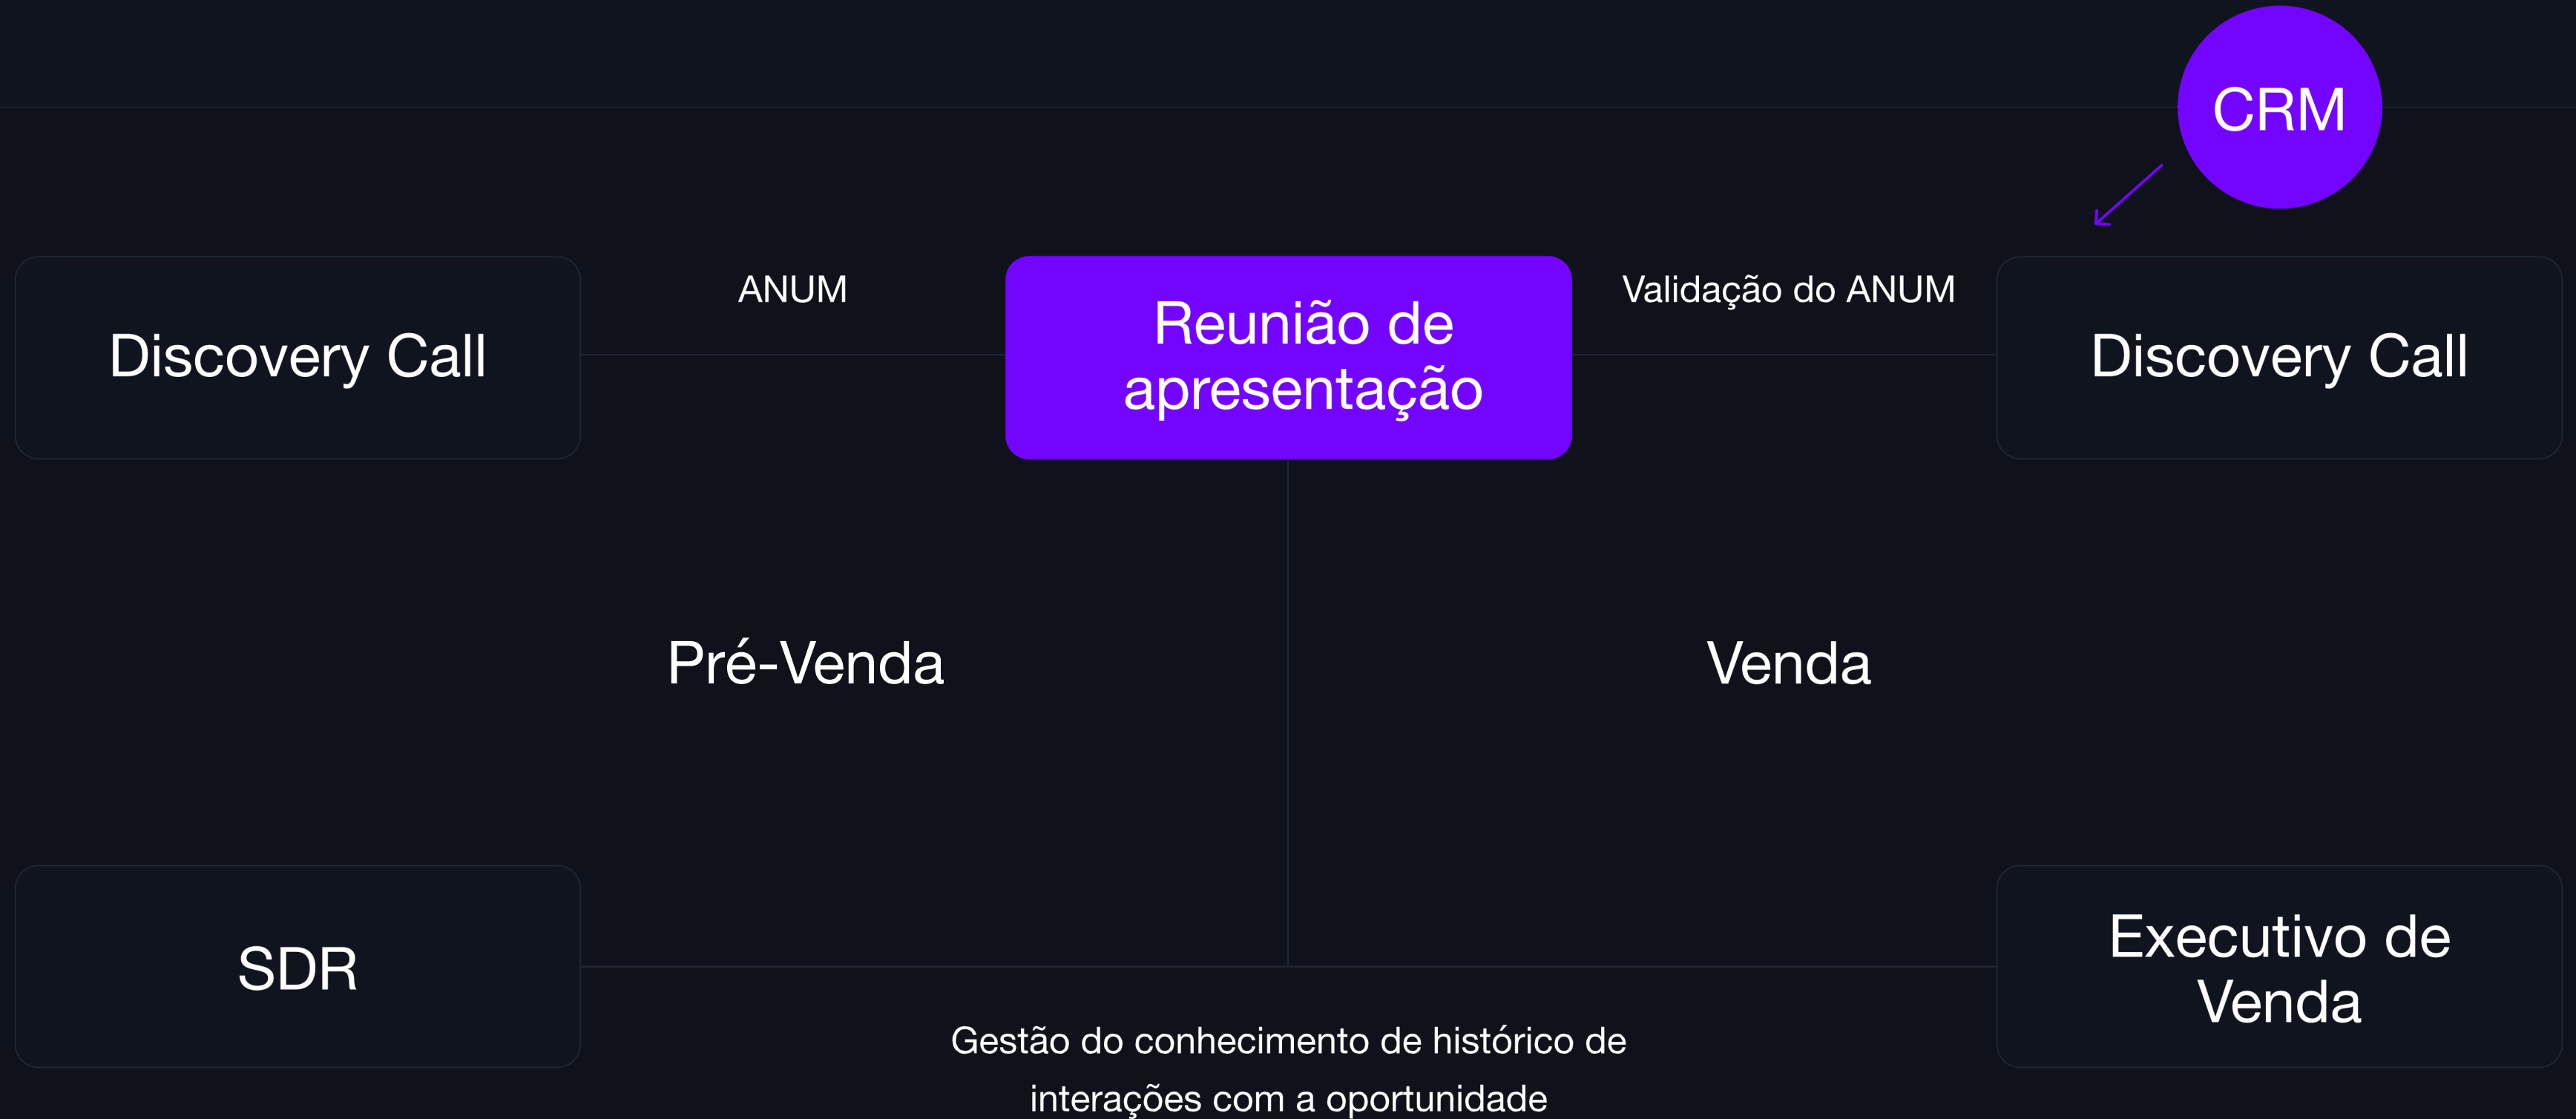 CRM
Discovery Call
ANUM
Reunião de
apresentação
Validação do ANUM
Discovery Call
Pré-Venda
Venda
SDR
Executivo de
Venda
Gestão do conhecimento de histórico de
interações com a oportunidade